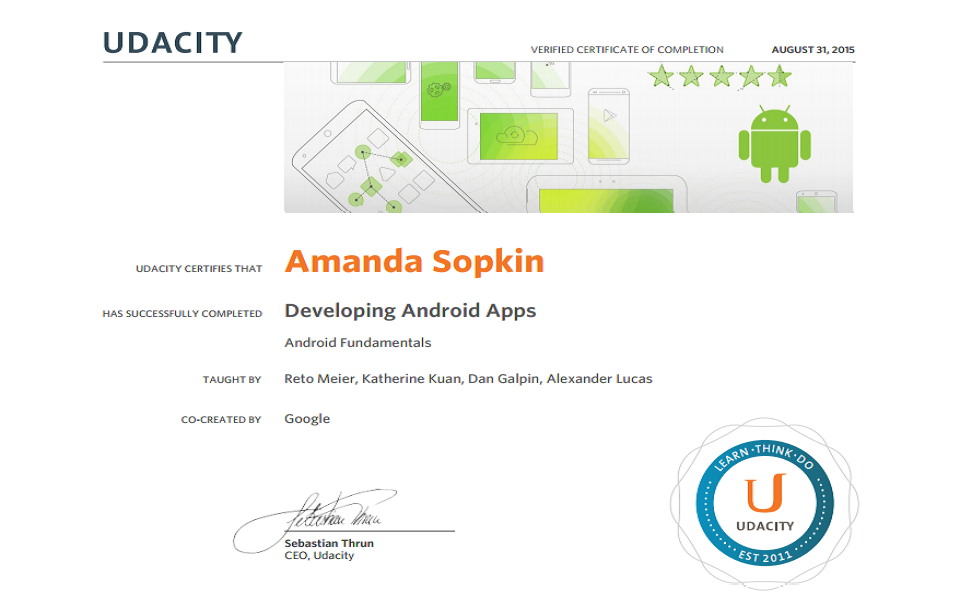 UDACITY
VERIFIED CERTIFICATE OF COMPLETION AUGUST 31, 2015
UDACITY CERTIFIES THAT Amanda Sopkin
HAS SUCCESSFULLY COMPLETED Developing Android Apps
Android Fundamentals
TAUGHT BY Reto Meier, Katherine Kuan, Dan Galpin, Alexander Lucas
CO-CREATED BY Google
LEARN·THINK·DO
U
UDACITY
EST 2011
Sebastian Thrun
Sebastian Thrun
CEO, Udacity